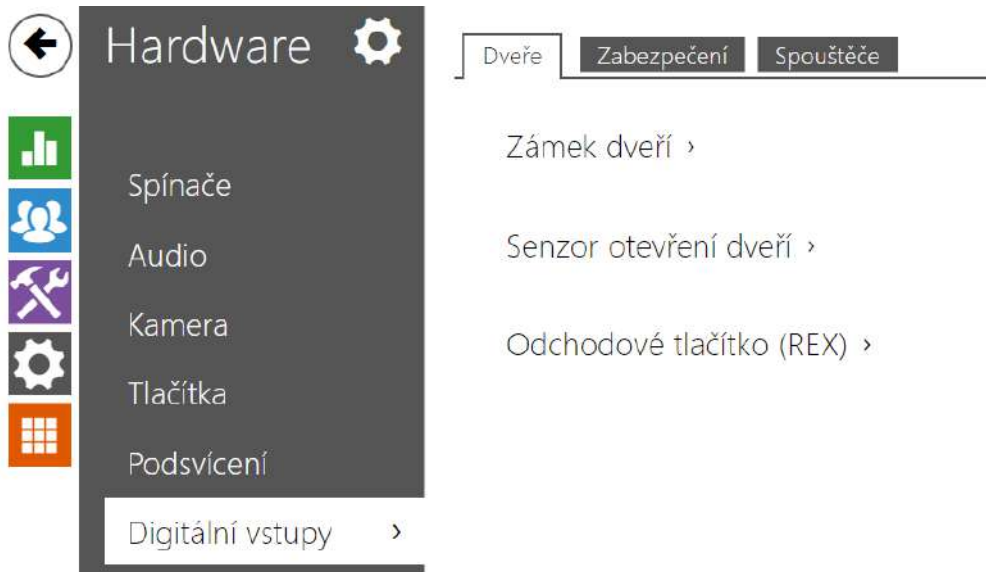 Hardware
Spínače
Audio
Kamera
Tlačítka
Podsvícení
Digitální vstupy ›
Dveře Zabezpečení Spouštěče
Zámek dveří ›
Senzor otevření dveří ›
Odchodové tlačítko (REX) ›